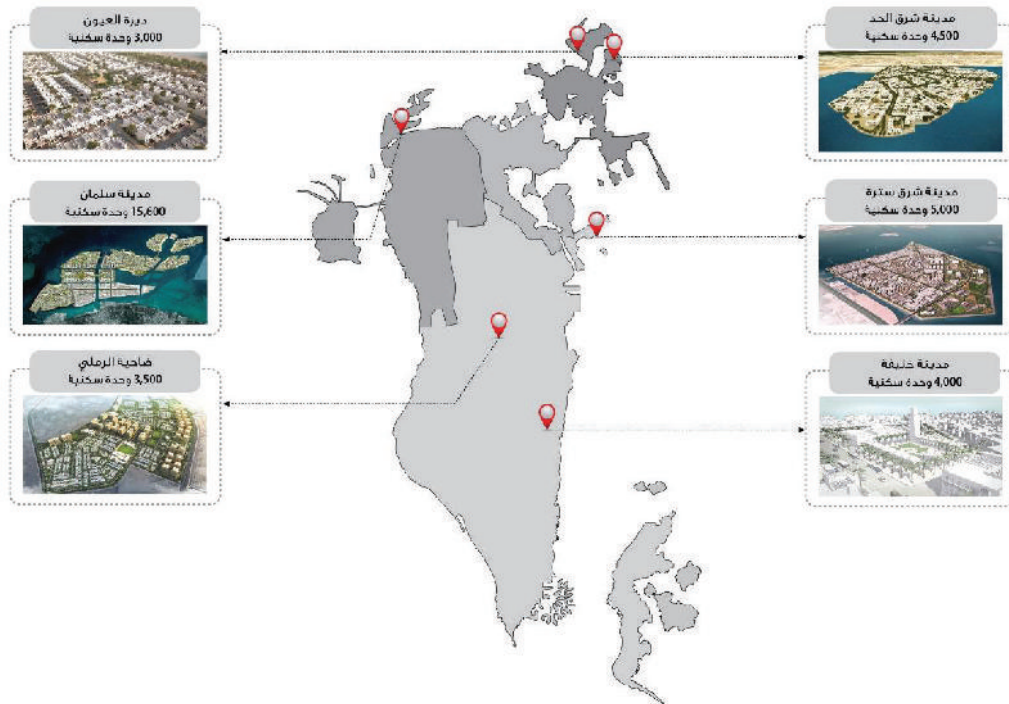 مدينة شرق الحد
4,500 وحدة سكنية
ديرة العيون
3,000 وحدة سكنية
مدينة شرق سترة
5,000 وحدة سكنية
مدينة سلمان
15,600 وحدة سكنية
مدينة خليفة
4,000 وحدة سكنية
ضاحية الرملي
3,500 وحدة سكنية